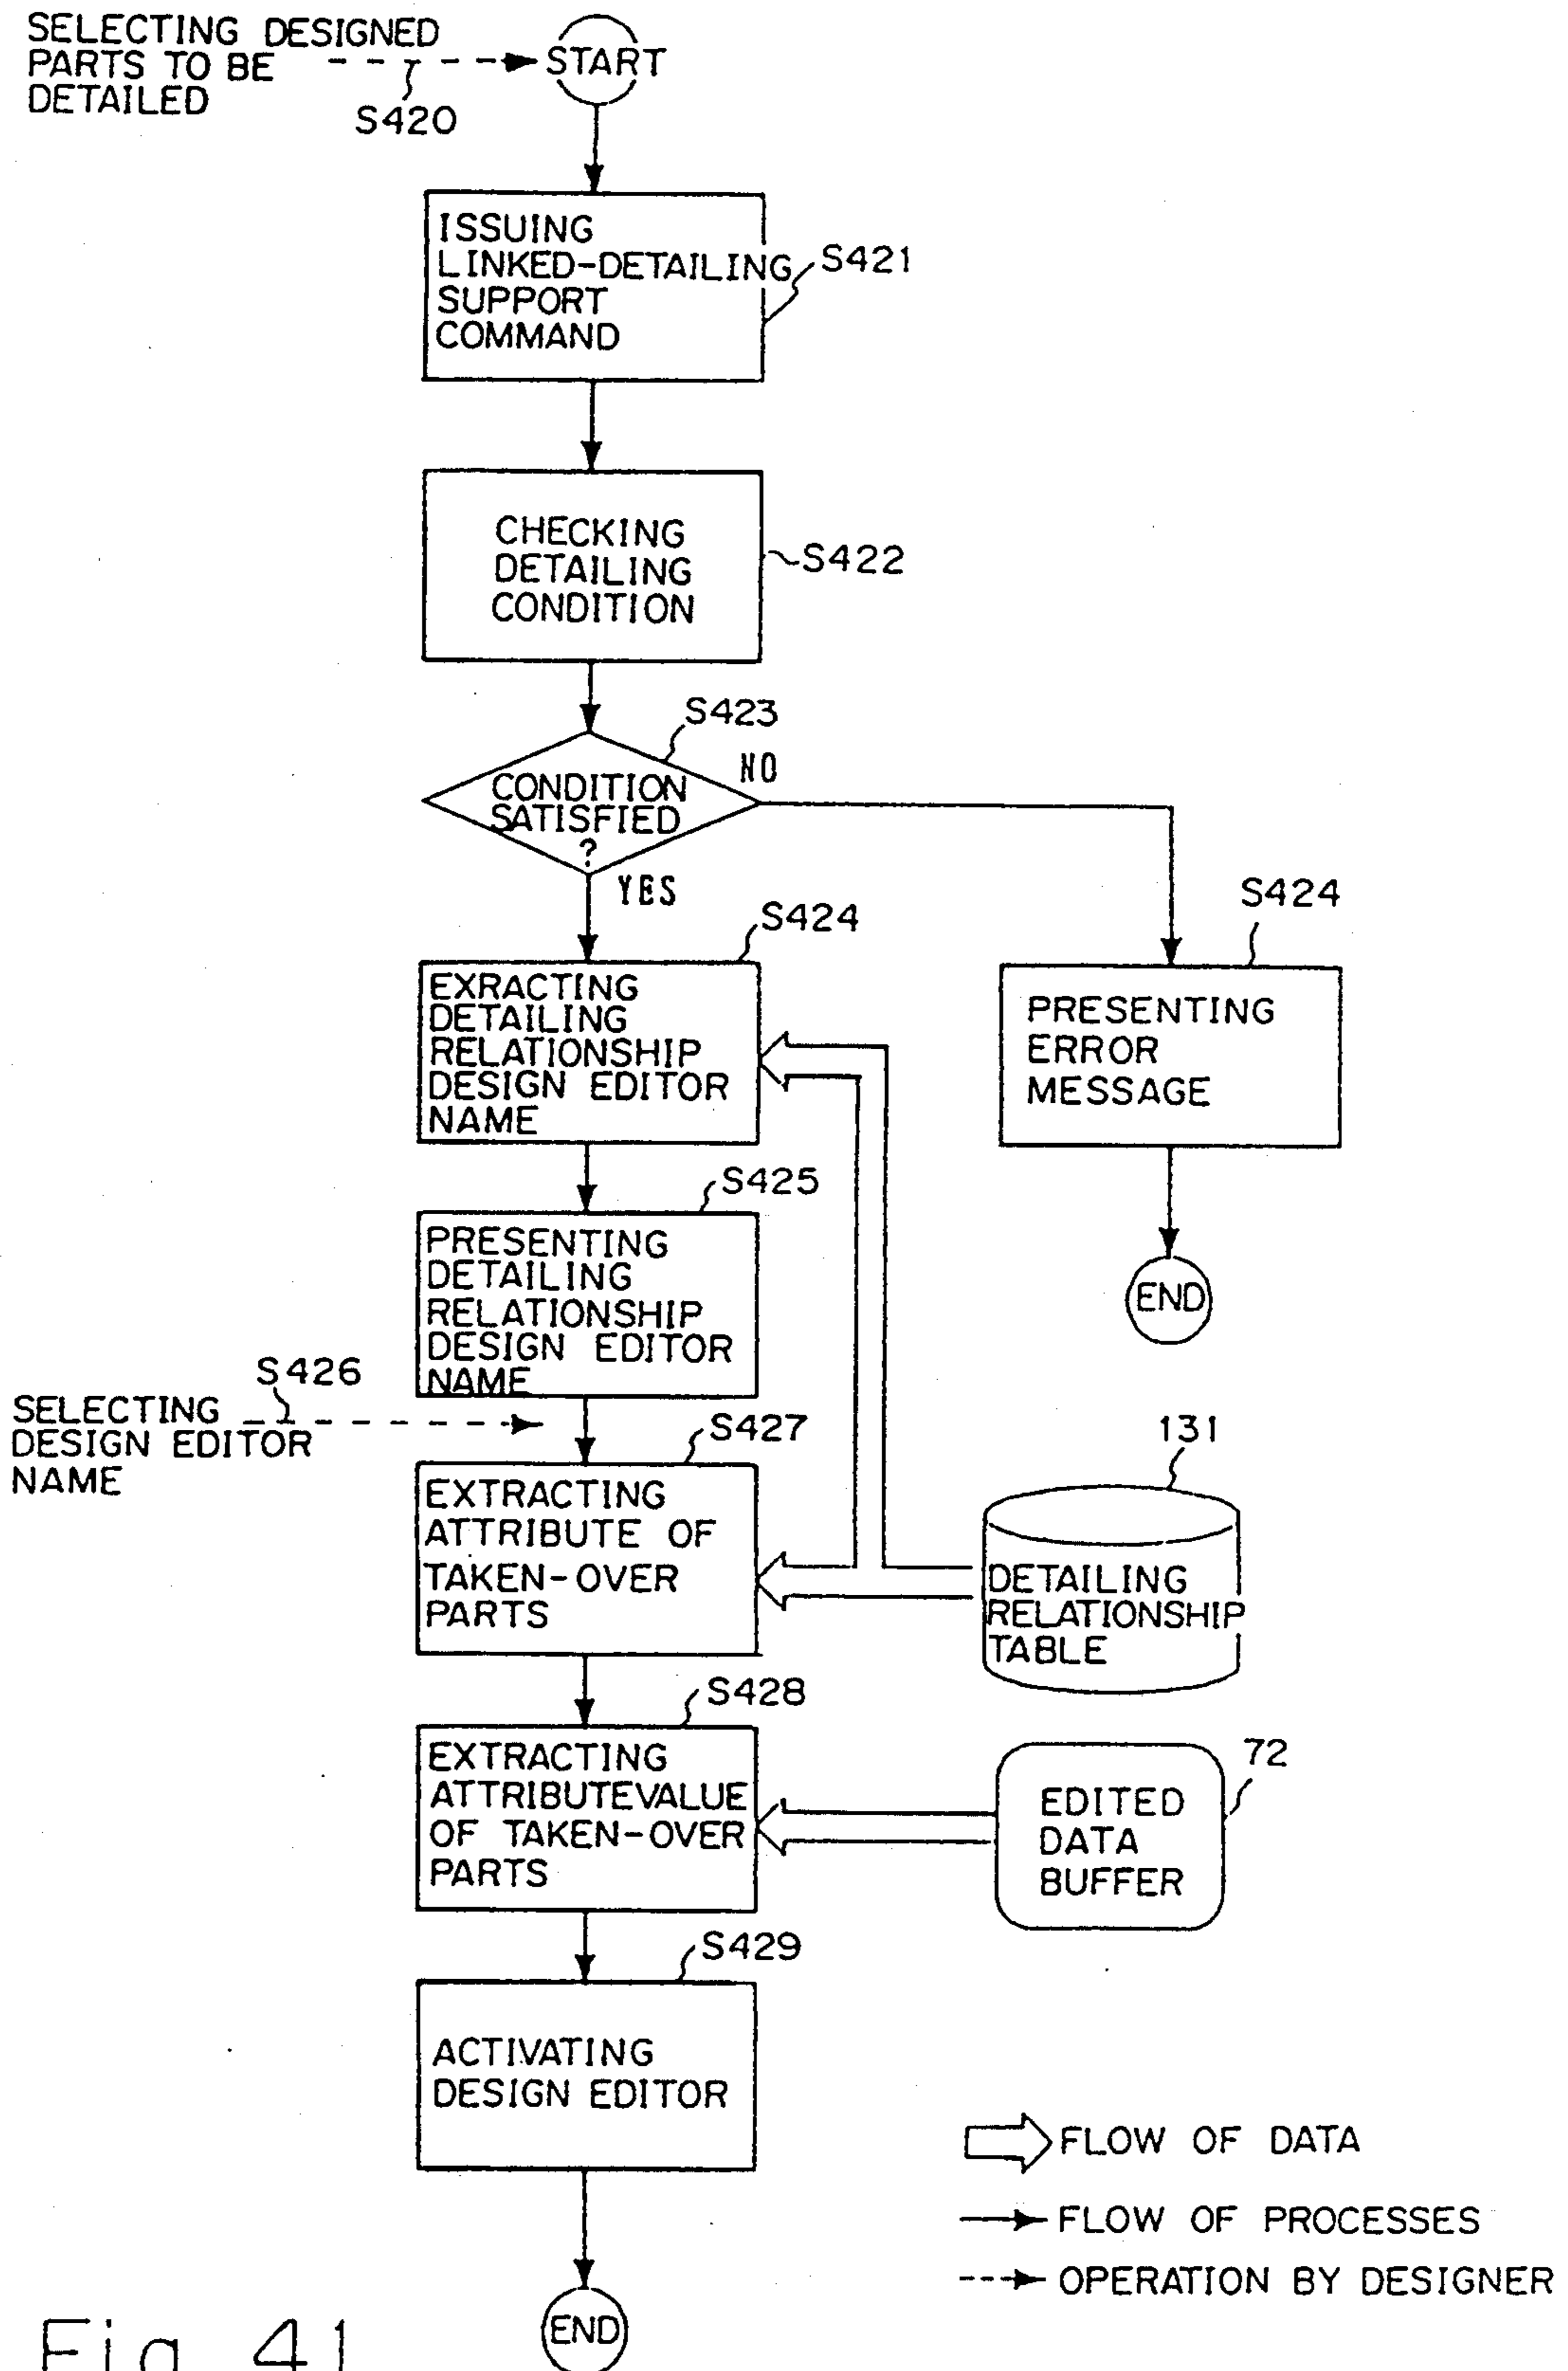 SELECTING DESIGNED
PARTS TO BE
DETAILED
S420
START
ISSUING
LINKED-DETAILING
SUPPORT
COMMAND
S421
CHECKING
DETAILING
CONDITION
S422
S423
CONDITION
SATISFIED
?
NO
YES
S424
EXRACTING
DETAILING
RELATIONSHIP
DESIGN EDITOR
NAME
S424
PRESENTING
ERROR
MESSAGE
END
S425
PRESENTING
DETAILING
RELATIONSHIP
DESIGN EDITOR
NAME
S426
SELECTING
DESIGN EDITOR
NAME
S427
EXTRACTING
ATTRIBUTE OF
TAKEN-OVER
PARTS
131
DETAILING
RELATIONSHIP
TABLE
S428
EXTRACTING
ATTRIBUTEVALUE
OF TAKEN-OVER
PARTS
72
EDITED
DATA
BUFFER
S429
ACTIVATING
DESIGN EDITOR
END
FLOW OF DATA
FLOW OF PROCESSES
OPERATION BY DESIGNER
Fig. 41